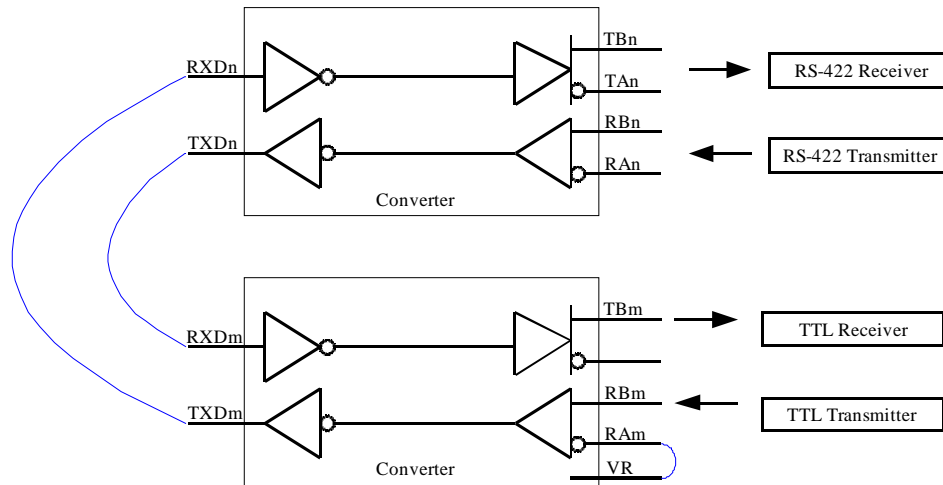 TBn
RXDn
TAn
RS-422 Receiver
RBn
TXDn
RAn
RS-422 Transmitter
Converter
TBm
RXDm
TTL Receiver
RBm
TXDm
TTL Transmitter
RAm
Converter
VR